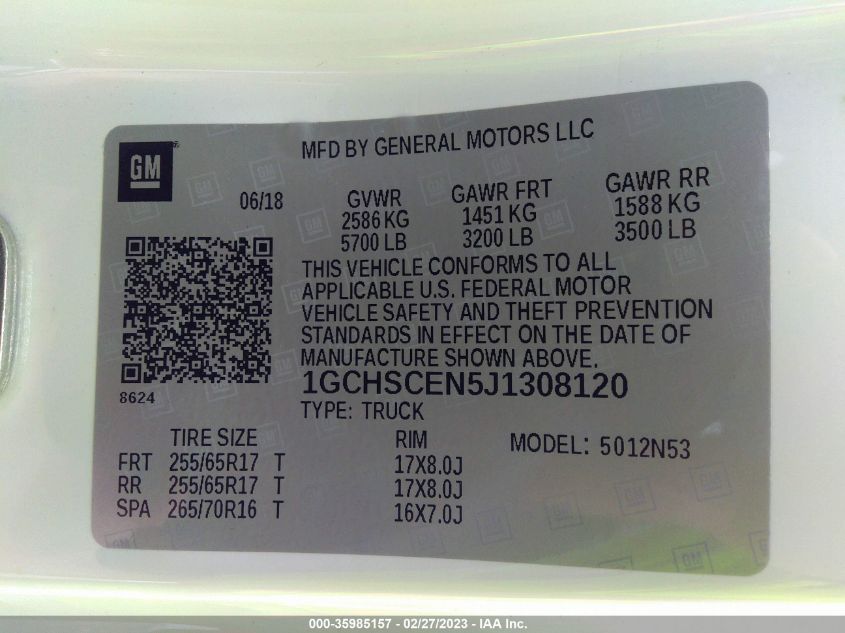 GM
MFD BY GENERAL MOTORS LLC
06/18
GVWR
2586 KG
5700 LB
GAWR FRT
1451 KG
3200 LB
GAWR RR
1588 KG
3500 LB
THIS VEHICLE CONFORMS TO ALL
APPLICABLE U.S. FEDERAL MOTOR
VEHICLE SAFETY AND THEFT PREVENTION
STANDARDS IN EFFECT ON THE DATE OF
MANUFACTURE SHOWN ABOVE.
8624
1GCHSCEN5J1308120
TYPE: TRUCK
TIRE SIZE RIM MODEL: 5012N53
FRT 255/65R17 T 17X8.0J
RR 255/65R17 T 17X8.0J
SPA 265/70R16 T 16X7.0J
000-35985157 - 02/27/2023 - IAA Inc.